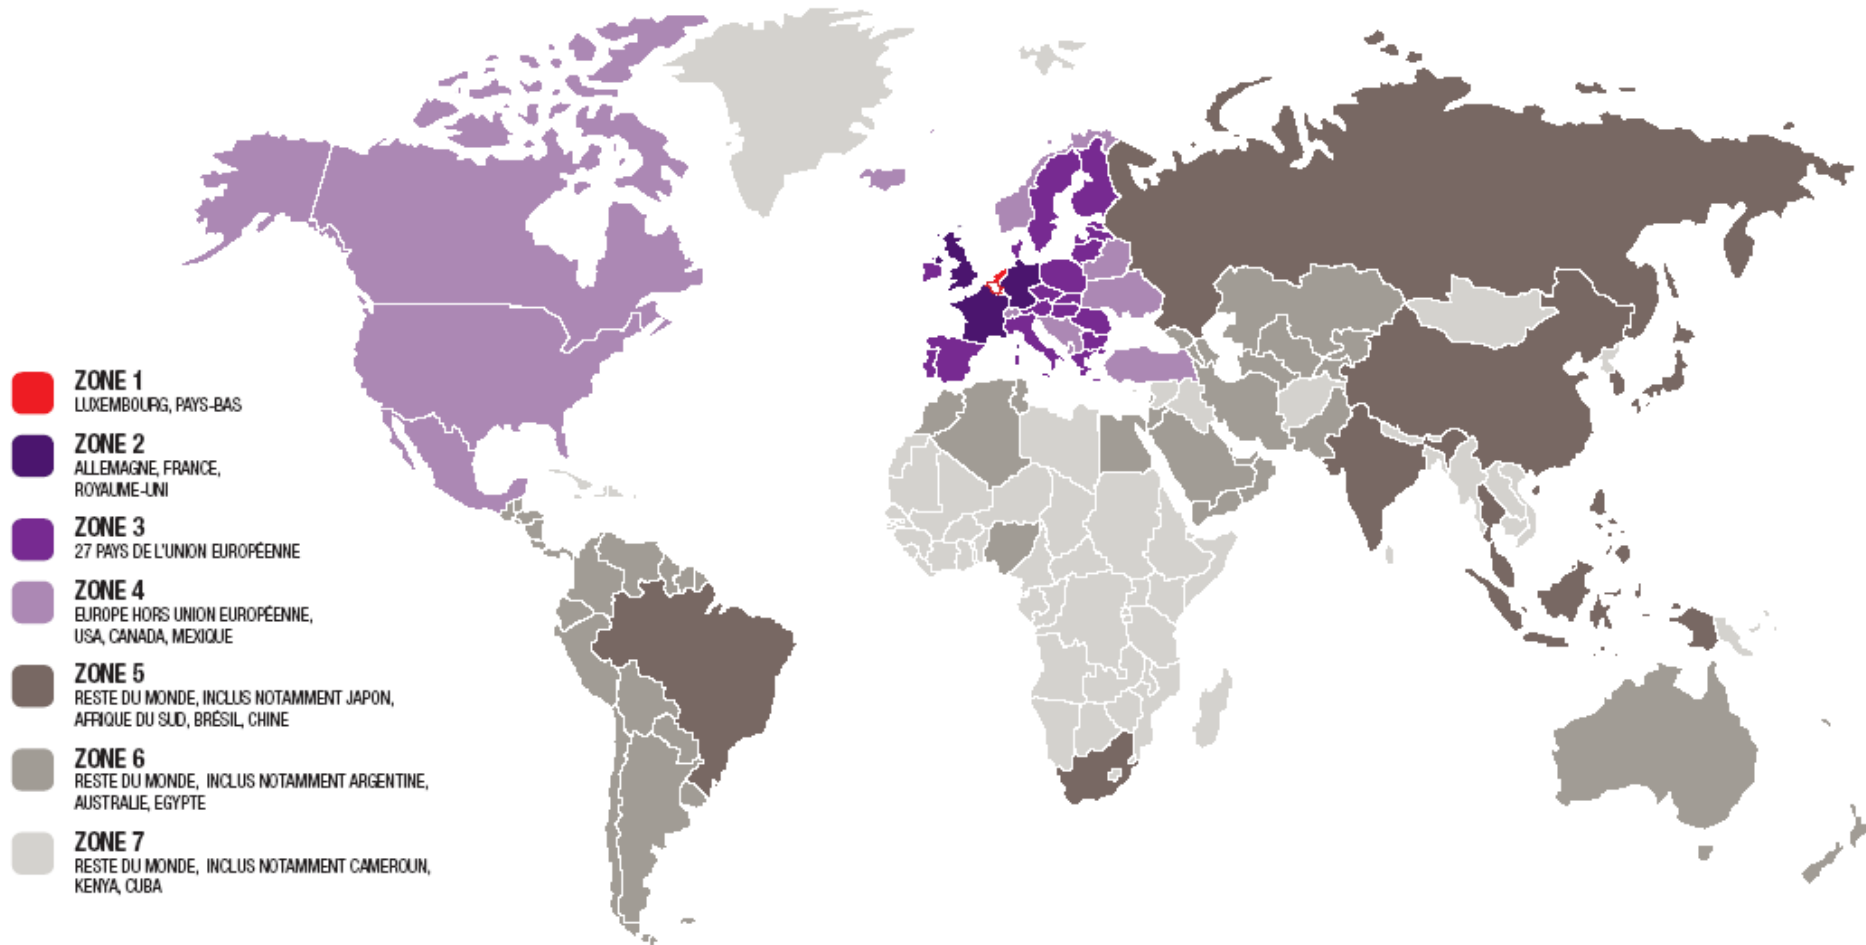 ZONE 1
LUXEMBOURG, PAYS-BAS
ZONE 2
ALLEMAGNE, FRANCE,
ROYAUME-UNI
ZONE 3
27 PAYS DE L'UNION EUROPÉENNE
ZONE 4
EUROPE HORS UNION EUROPÉENNE,
USA, CANADA, MEXIQUE
ZONE 5
RESTE DU MONDE, INCLUS NOTAMMENT JAPON,
AFRIQUE DU SUD, BRÉSIL, CHINE
ZONE 6
RESTE DU MONDE, INCLUS NOTAMMENT ARGENTINE,
AUSTRALIE, EGYPTE
ZONE 7
RESTE DU MONDE, INCLUS NOTAMMENT CAMEROUN,
KENYA, CUBA